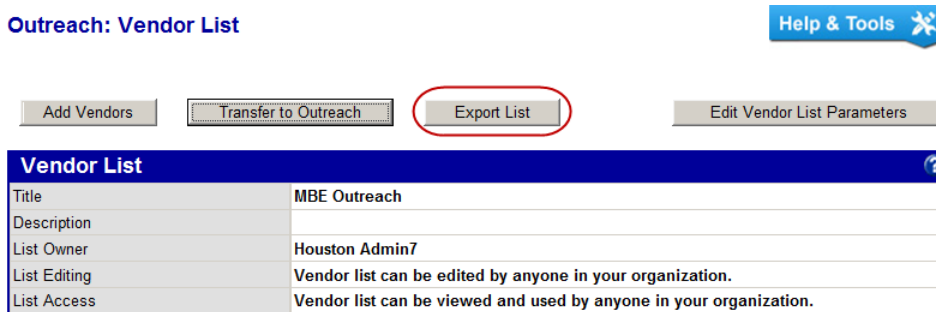 Outreach: Vendor List
Help & Tools
Add Vendors
Transfer to Outreach
Export List
Edit Vendor List Parameters
Vendor List
?
Title MBE Outreach
Description
List Owner Houston Admin7
List Editing Vendor list can be edited by anyone in your organization.
List Access Vendor list can be viewed and used by anyone in your organization.